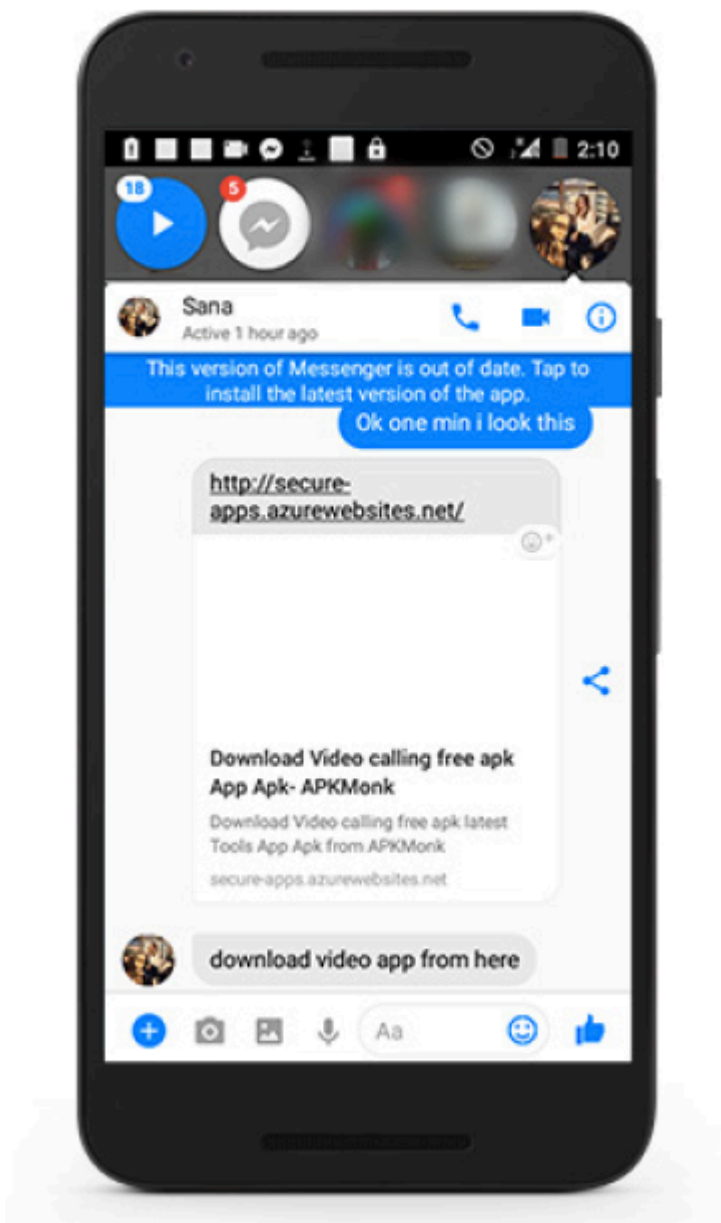 2:10
18
5
Sana
Active 1 hour ago
This version of Messenger is out of date. Tap to
install the latest version of the app.
Ok one min i look this
http://secure-
apps.azurewebsites.net/
Download Video calling free apk
App Apk- APKMonk
Download Video calling free apk latest
Tools App Apk from APKMonk
secure-apps.azurewebsites.net
download video app from here
Aa